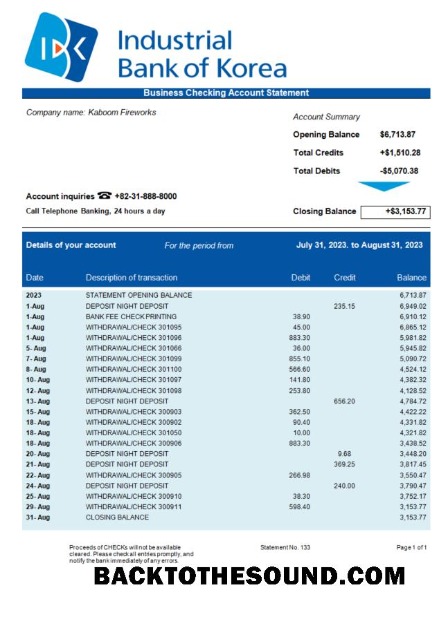 IBK
Industrial
Bank of Korea
Business Checking Account Statement
Company name: Kaboom Fireworks
Account Summary
Opening Balance $6,713.87
Total Credits +$1,510.28
Total Debits -$5,070.38
Account inquiries ☎ +82-31-888-8000
Call Telephone Banking, 24 hours a day
Closing Balance +$3,153.77
Details of your account For the period from July 31, 2023. to August 31, 2023
Date Description of transaction Debit Credit Balance
2023 STATEMENT OPENING BALANCE 6,713.87
1-Aug DEPOSIT NIGHT DEPOSIT 235.15 6,949.02
1-Aug BANK FEE CHECKPRINTING 38.90 6,910.12
1-Aug WITHDRAWAL/CHECK 301095 45.00 6,865.12
1-Aug WITHDRAWAL/CHECK 301096 883.30 5,981.82
5-Aug WITHDRAWAL/CHECK 301066 36.00 5,945.82
7-Aug WITHDRAWAL/CHECK 301099 855.10 5,090.72
8-Aug WITHDRAWAL/CHECK 301100 566.60 4,524.12
10-Aug WITHDRAWAL/CHECK 301097 141.80 4,382.32
12-Aug WITHDRAWAL/CHECK 301098 253.80 4,128.52
13-Aug DEPOSIT NIGHT DEPOSIT 656.20 4,784.72
15-Aug WITHDRAWAL/CHECK 300903 362.50 4,422.22
18-Aug WITHDRAWAL/CHECK 300902 90.40 4,331.82
18-Aug WITHDRAWAL/CHECK 301050 10.00 4,321.82
18-Aug WITHDRAWAL/CHECK 300906 883.30 3,438.52
20-Aug DEPOSIT NIGHT DEPOSIT 9.68 3,448.20
21-Aug DEPOSIT NIGHT DEPOSIT 369.25 3,817.45
22-Aug WITHDRAWAL/CHECK 300905 266.98 3,550.47
24-Aug DEPOSIT NIGHT DEPOSIT 240.00 3,790.47
25-Aug WITHDRAWAL/CHECK 300910 38.30 3,752.17
29-Aug WITHDRAWAL/CHECK 300911 598.40 3,153.77
31-Aug CLOSING BALANCE 3,153.77
Proceeds of CHECKs will not be available
cleared. Please check all entries promptly, and
notify the bank immediately of any errors.
Statement No. 133
Page 1 of 1
BACKTOTHESOUND.COM